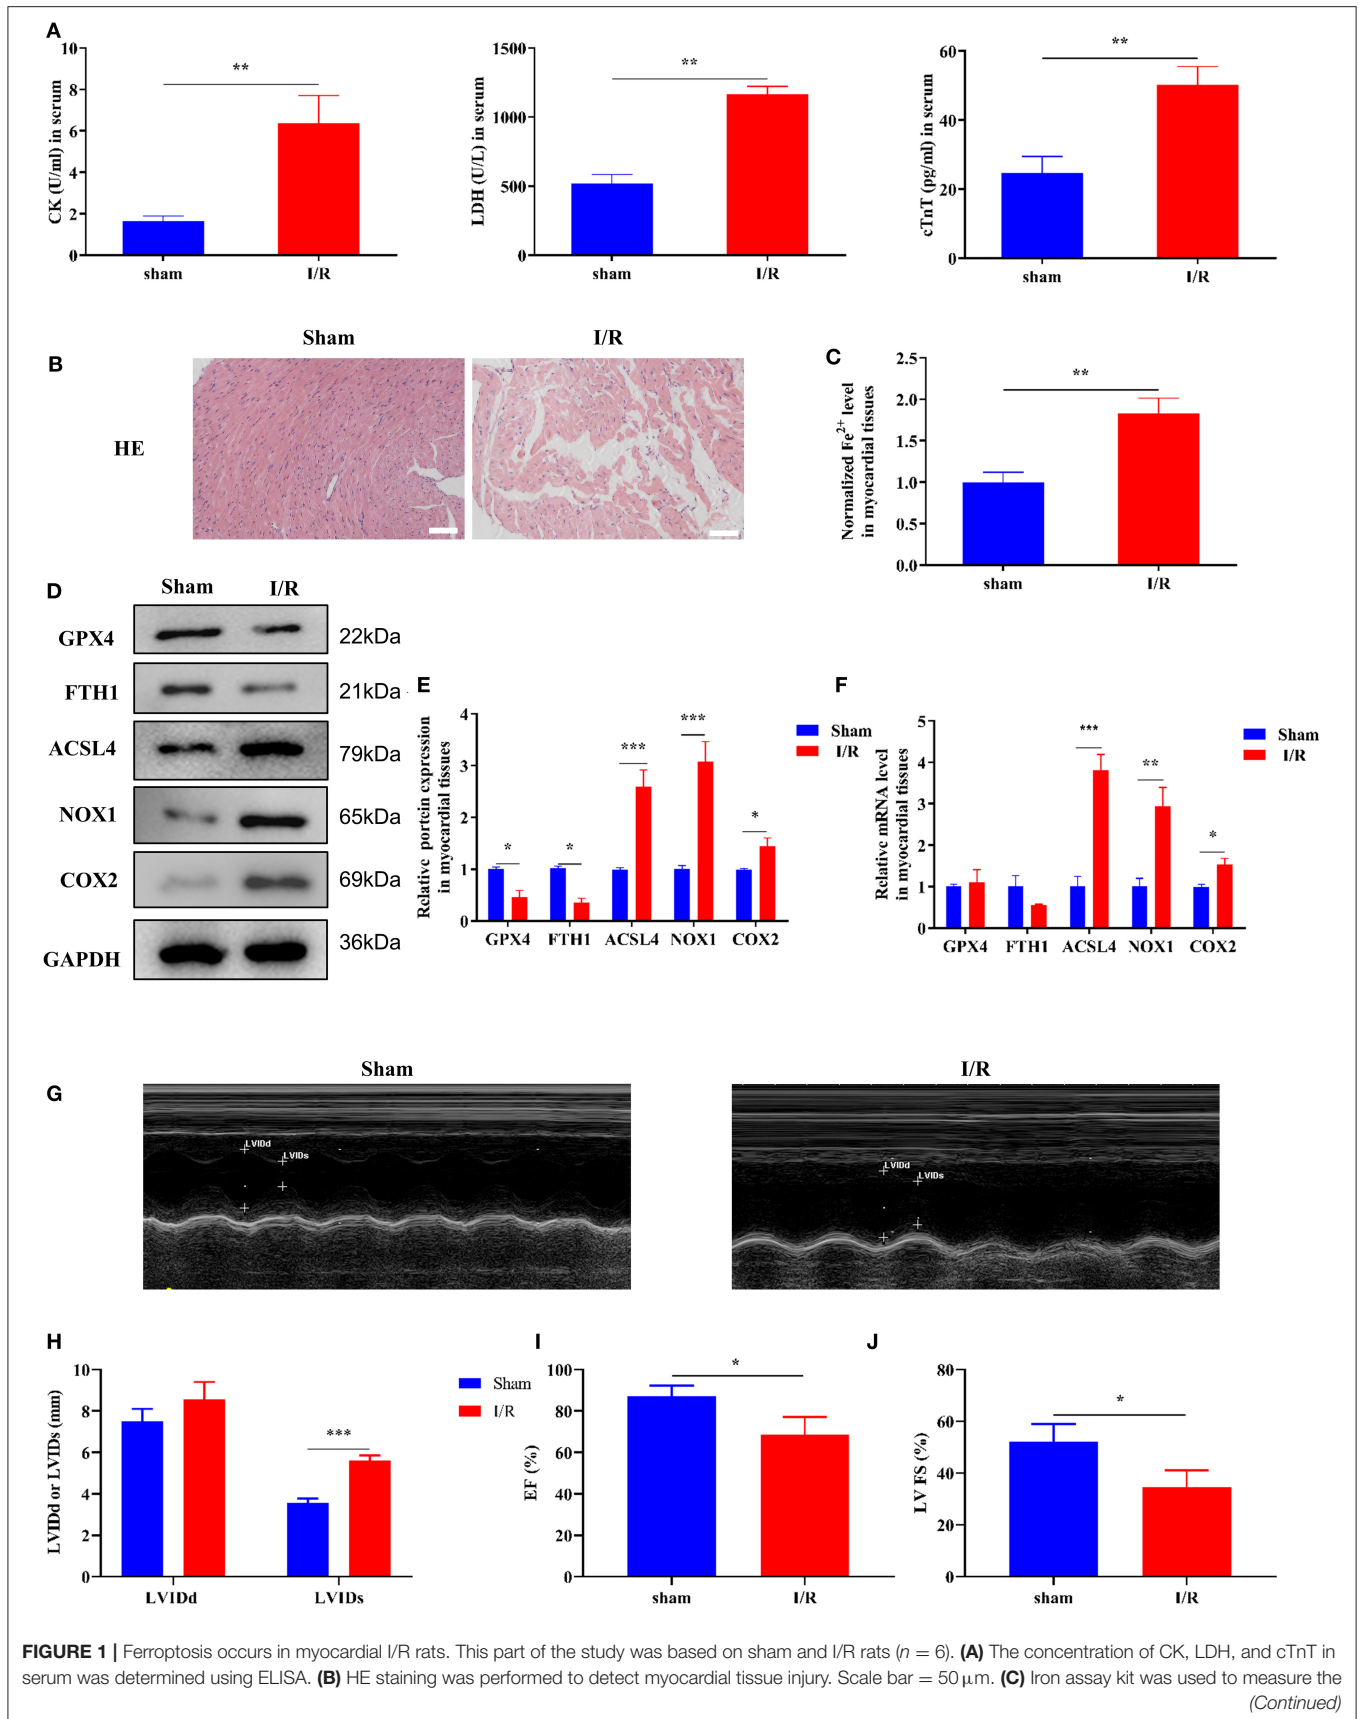 A
10
8
6
4
2
0
CK (U/ml) in serum
**
sham
I/R
1500
1000
500
0
LDH (U/L) in serum
**
sham
I/R
60
40
20
0
cTnT (pg/ml) in serum
**
sham
I/R
B
Sham
I/R
HE
C
2.5
2.0
1.5
1.0
0.5
0.0
Normalized Fe2+ level
in myocardial tissues
**
sham
I/R
D
Sham
I/R
GPX4
22kDa
FTH1
21kDa
ACSL4
79kDa
NOX1
65kDa
COX2
69kDa
GAPDH
36kDa
E
4
3
2
1
0
Relative portein expression
in myocardial tissues
*
*
***
***
*
GPX4
FTH1
ACSL4
NOX1
COX2
Sham
I/R
F
5
4
3
2
1
0
Relative mRNA level
in myocardial tissues
***
**
*
GPX4
FTH1
ACSL4
NOX1
COX2
Sham
I/R
G
Sham
I/R
LVIDd
LVIDs
LVIDd
LVIDs
H
10
8
6
4
2
0
LVIDd or LVIDs (mm)
***
LVIDd
LVIDs
Sham
I/R
I
100
80
60
40
20
0
EF (%)
*
sham
I/R
J
80
60
40
20
0
LV FS (%)
*
sham
I/R
FIGURE 1 | Ferroptosis occurs in myocardial I/R rats. This part of the study was based on sham and I/R rats (n = 6). (A) The concentration of CK, LDH, and cTnT in
serum was determined using ELISA. (B) HE staining was performed to detect myocardial tissue injury. Scale bar = 50 μm. (C) Iron assay kit was used to measure the
(Continued)